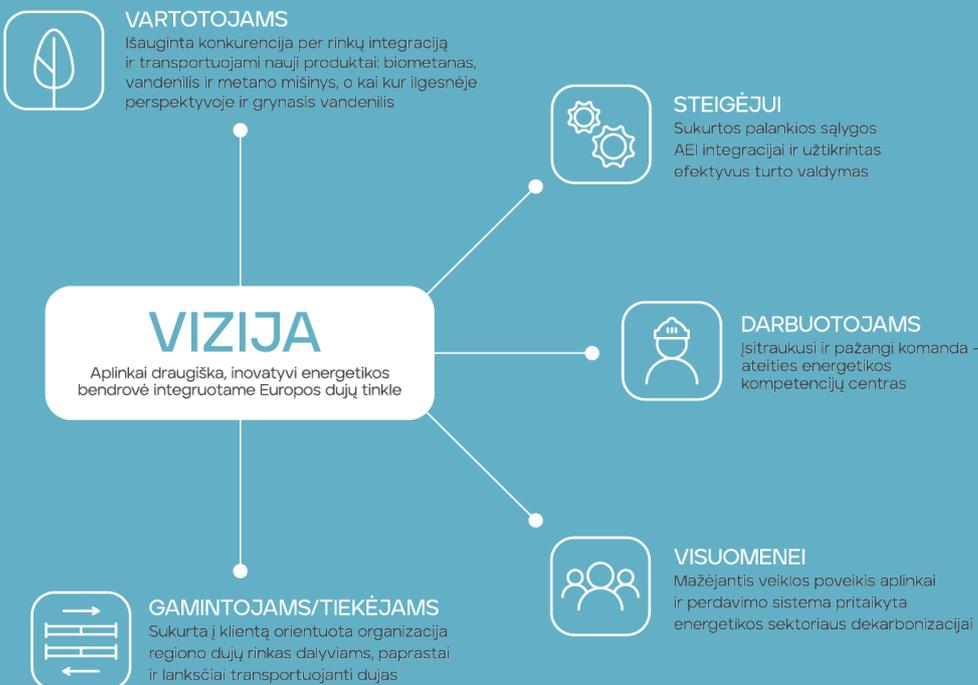 VARTOTOJAMS
Išauginta konkurencija per rinkų integraciją
ir transportuojami nauji produktai: biometanas,
vandenilis ir metano mišinys, o kai kur ilgesnėje
perspektyvoje ir grynasis vandenilis
STEIGĖJUI
Sukurtos palankios sąlygos
AEI integracijai ir užtikrintas
efektyvus turto valdymas
VIZIJA
Aplinkai draugiška, inovatyvi energetikos
bendrovė integruotame Europos dujų tinkle
DARBUOTOJAMS
Įsitraukusi ir pažangi komanda -
ateities energetikos
kompetencijų centras
VISUOMENEI
Mažėjantis veiklos poveikis aplinkai
ir perdavimo sistema pritaikyta
energetikos sektoriaus dekarbonizacijai
GAMINTOJAMS/TIEKĖJAMS
Sukurta į klientą orientuota organizacija
regiono dujų rinkas dalyviams, paprastai
ir lanksčiai transportuojanti dujas